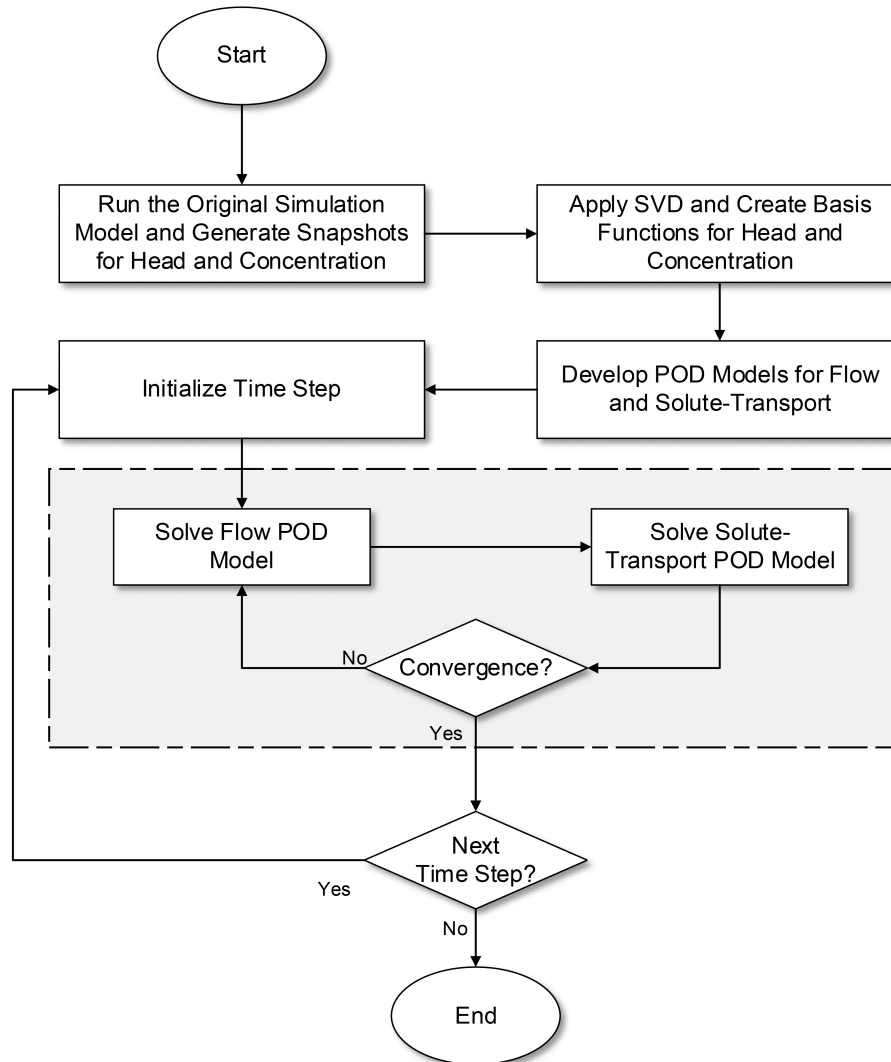 Start
Run the Original Simulation
Model and Generate Snapshots
for Head and Concentration
Apply SVD and Create Basis
Functions for Head and
Concentration
Initialize Time Step
Develop POD Models for Flow
and Solute-Transport
Solve Flow POD
Model
Solve Solute-
Transport POD Model
No
Convergence?
Yes
Next
Time Step?
Yes
No
End